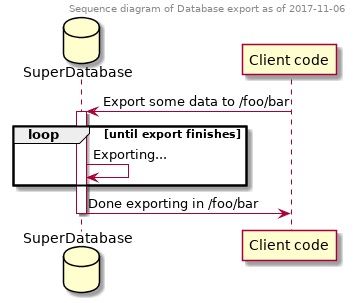 Sequence diagram of Database export as of 2017-11-06
SuperDatabase
Client code
Export some data to /foo/bar
loop [until export finishes]
Exporting...
Done exporting in /foo/bar
SuperDatabase
Client code